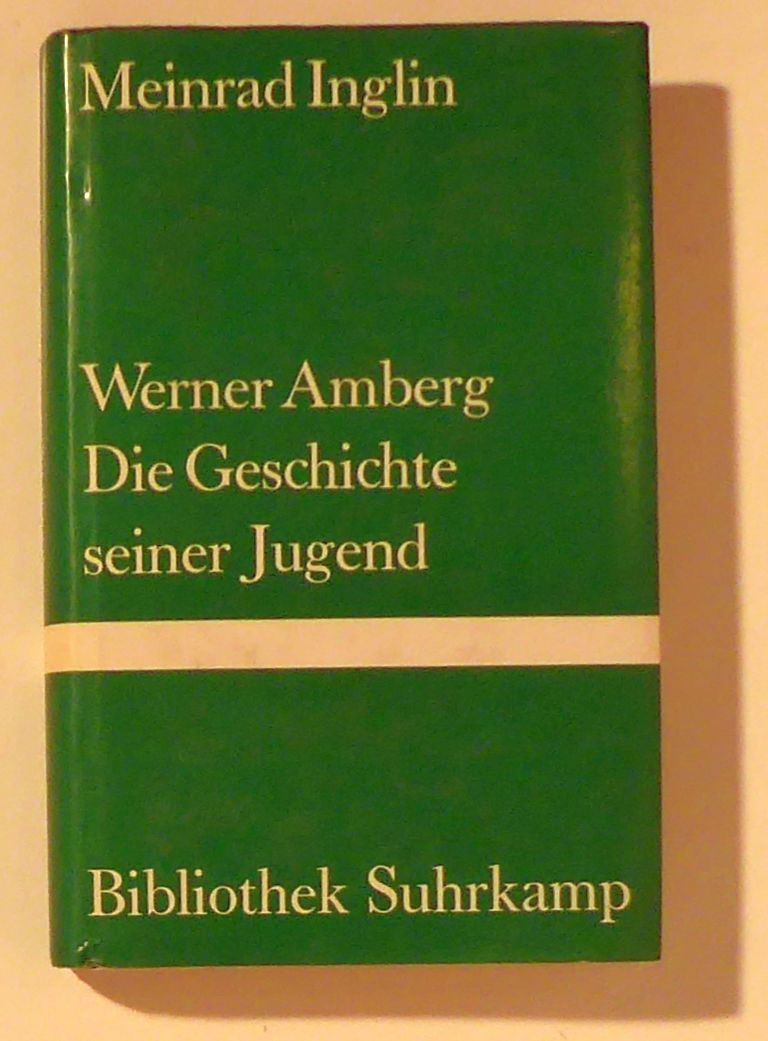 Meinrad Inglin
Werner Amberg
Die Geschichte
seiner Jugend
Bibliothek Suhrkamp